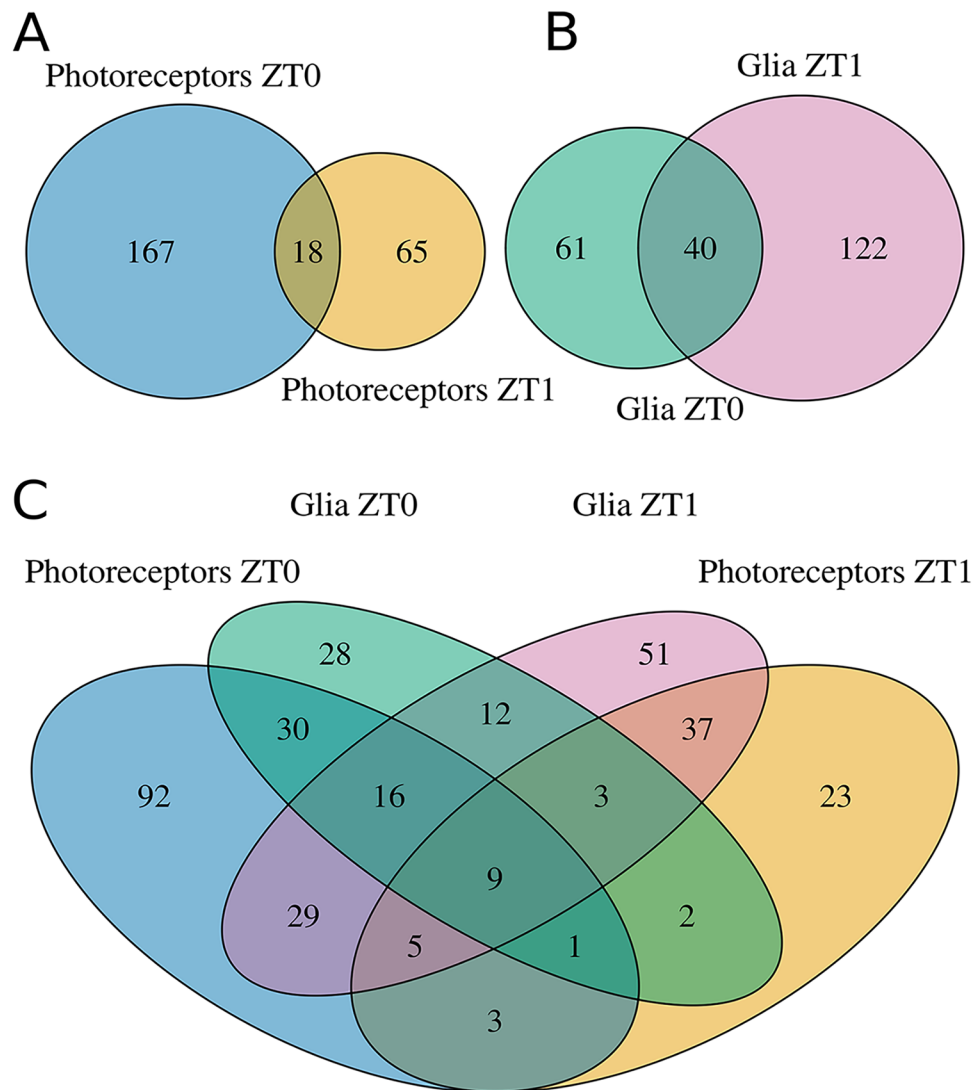 A
B
Photoreceptors ZT0
Glia ZT1
167
18
65
61
40
122
Photoreceptors ZT1
Glia ZT0
C
Glia ZT0
Glia ZT1
Photoreceptors ZT0
Photoreceptors ZT1
28
51
30
12
37
92
16
3
23
9
29
5
1
2
3